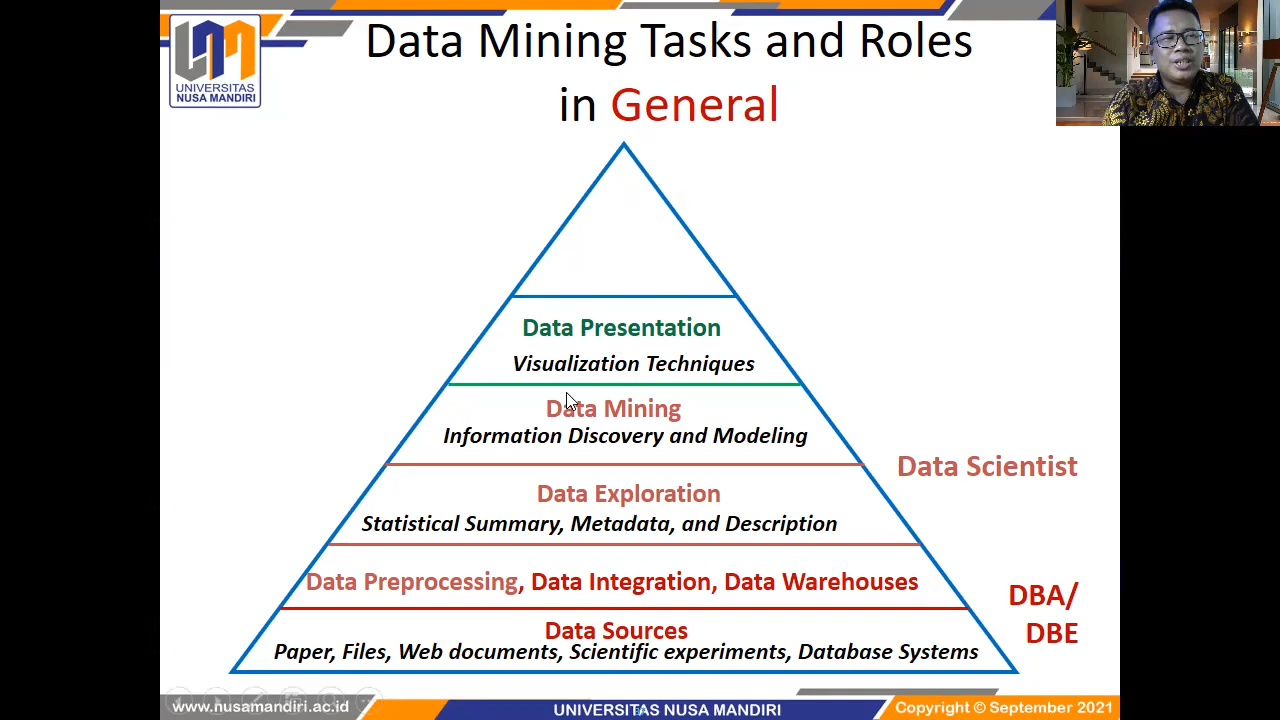 UNIVERSITAS
NUSA MANDIRI
Data Mining Tasks and Roles
in General
Data Presentation
Visualization Techniques
Data Mining
Information Discovery and Modeling
Data Scientist
Data Exploration
Statistical Summary, Metadata, and Description
Data Preprocessing, Data Integration, Data Warehouses
DBA/
DBE
Data Sources
Paper, Files, Web documents, Scientific experiments, Database Systems
www.nusamandiri.ac.id
UNIVERSITAS NUSA MANDIRI
Copyright © September 2021